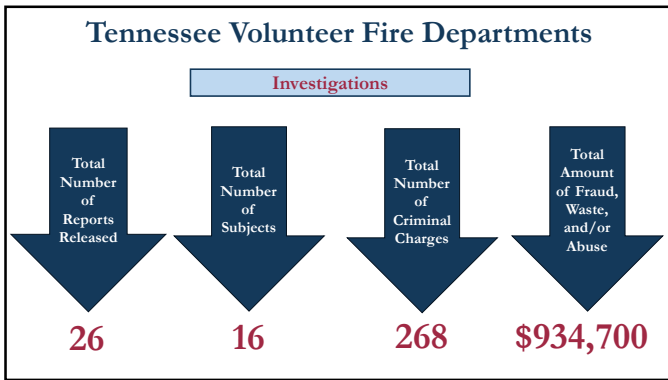 Tennessee Volunteer Fire Departments
Investigations
Total
Number
of
Reports
Released
Total
Number
of
Subjects
Total
Number
of
Criminal
Charges
Total
Amount
of Fraud,
Waste,
and/or
Abuse
26
16
268
$934,700